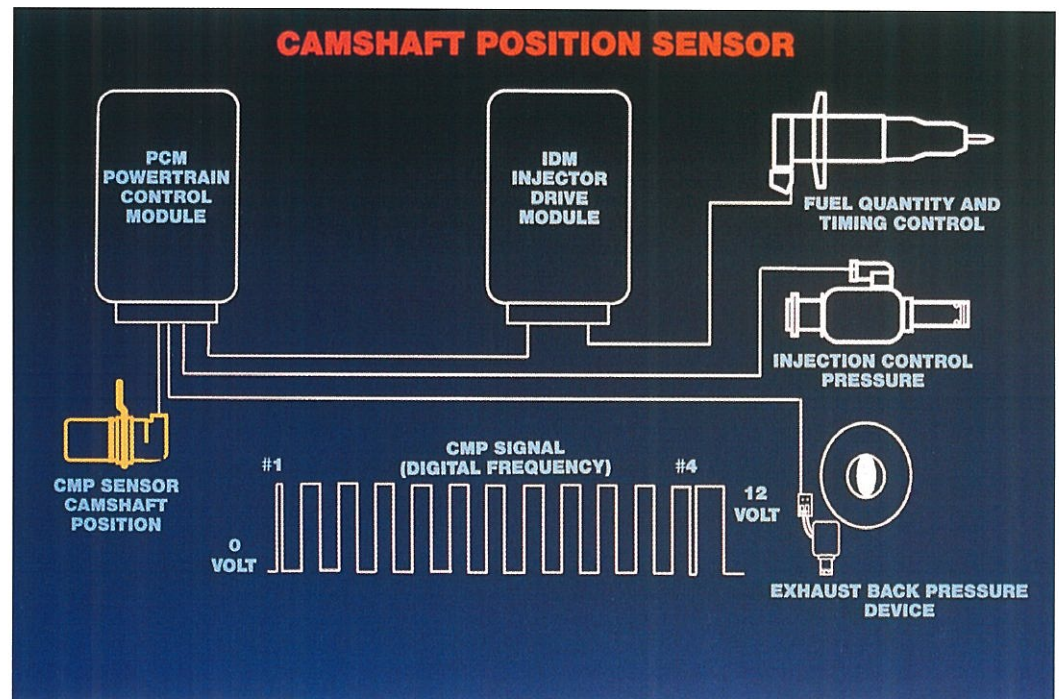 CAMSHAFT POSITION SENSOR
PCM
POWERTRAIN
CONTROL
MODULE
IDM
INJECTOR
DRIVE
MODULE
FUEL QUANTITY AND
TIMING CONTROL
INJECTION CONTROL
PRESSURE
CMP SENSOR
CAMSHAFT
POSITION
CMP SIGNAL
(DIGITAL FREQUENCY)
#1
#4
12
VOLT
0
VOLT
EXHAUST BACK PRESSURE
DEVICE